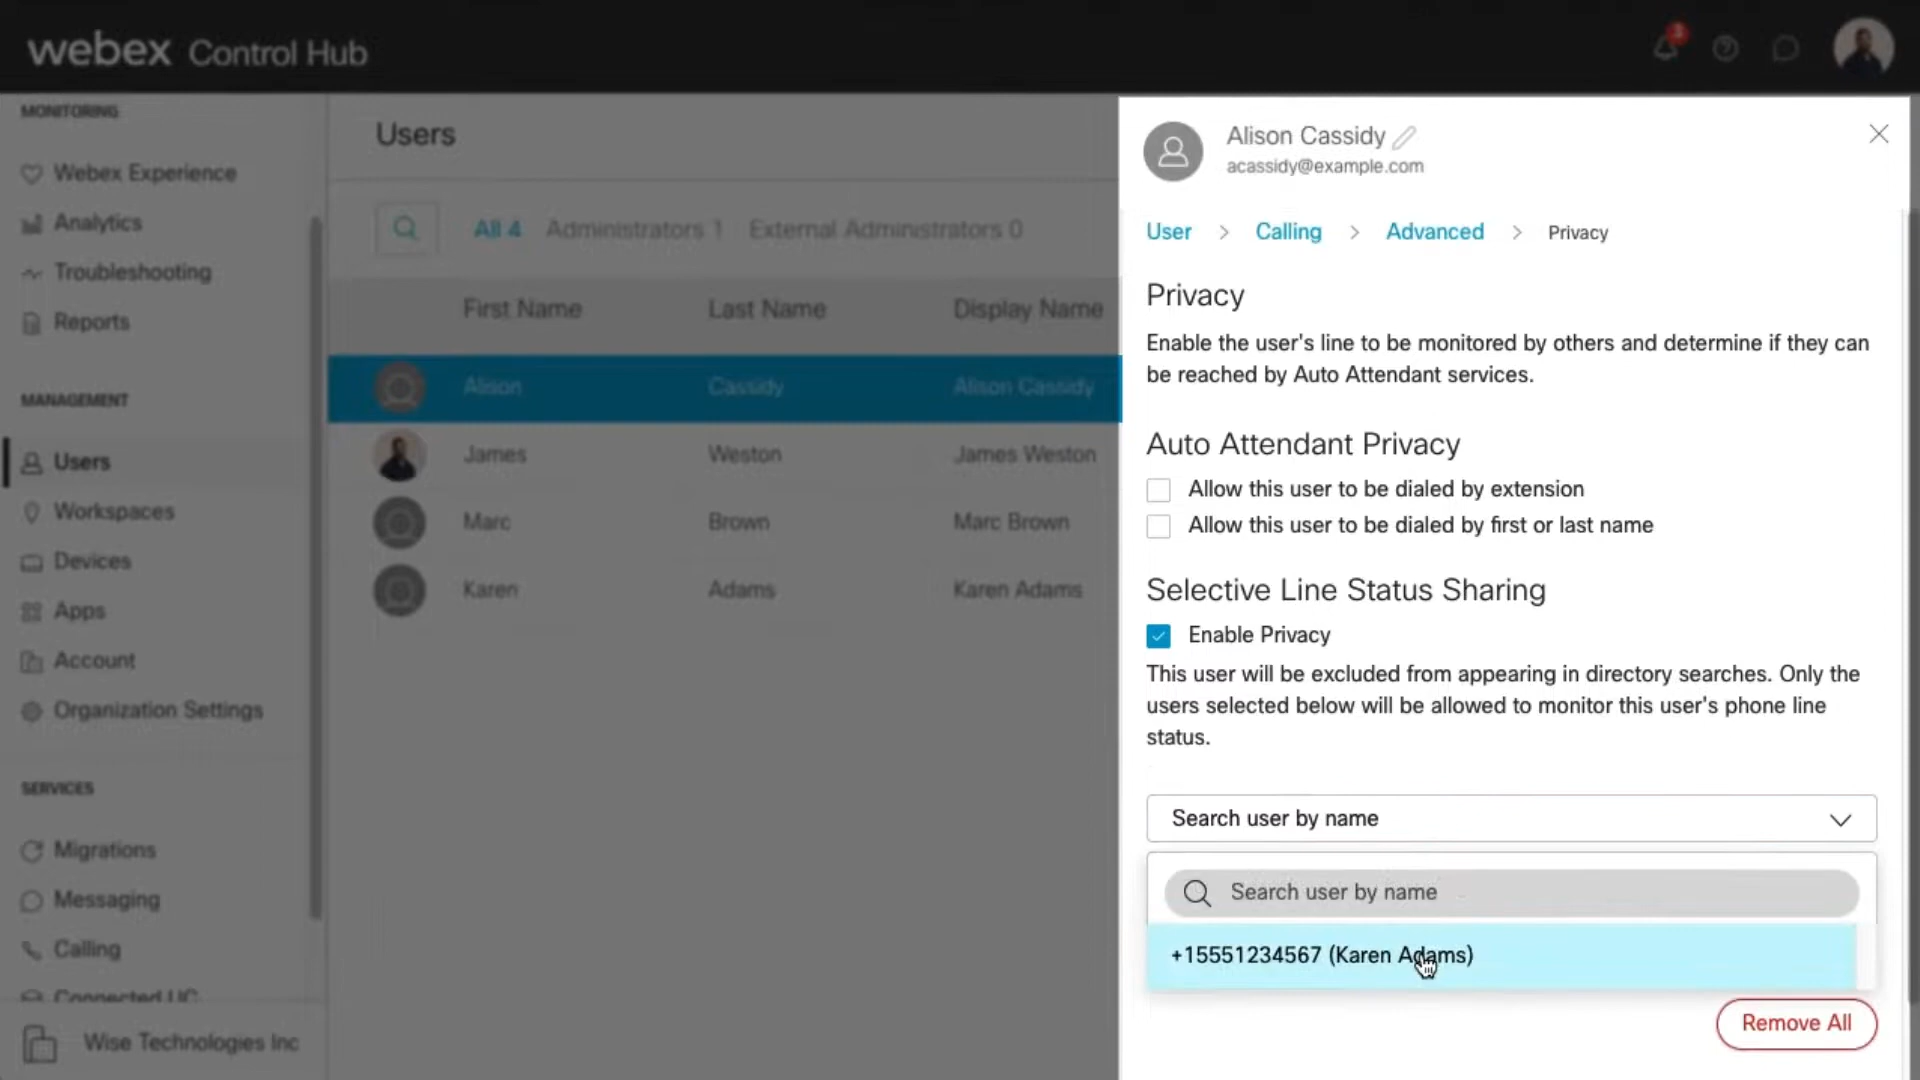 webex Control Hub
3
MONITORING
Webex Experience
Analytics
Troubleshooting
Reports
MANAGEMENT
Users
Workspaces
Devices
Apps
Account
Organization Settings
SERVICES
Migrations
Messaging
Calling
Connected UC
Wise Technologies Inc
Users
All 4 Administrators 1 External Administrators 0
First Name Last Name Display Name
Alison Cassidy Alison Cassidy
James Weston James Weston
Marc Brown Marc Brown
Karen Adams Karen Adams
Alison Cassidy
acassidy@example.com
User > Calling > Advanced > Privacy
Privacy
Enable the user's line to be monitored by others and determine if they can
be reached by Auto Attendant services.
Auto Attendant Privacy
Allow this user to be dialed by extension
Allow this user to be dialed by first or last name
Selective Line Status Sharing
Enable Privacy
This user will be excluded from appearing in directory searches. Only the
users selected below will be allowed to monitor this user's phone line
status.
Search user by name
Search user by name
+15551234567 (Karen Adams)
Remove All